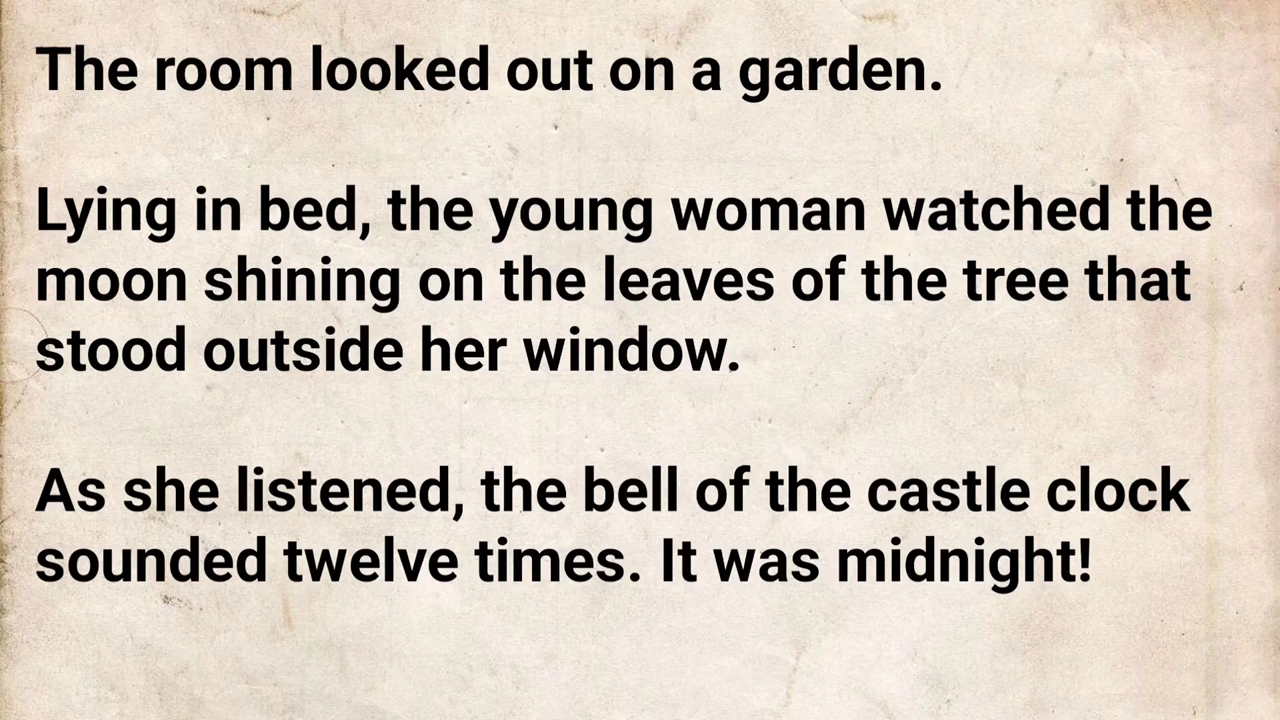 The room looked out on a garden.
Lying in bed, the young woman watched the
moon shining on the leaves of the tree that
stood outside her window.
As she listened, the bell of the castle clock
sounded twelve times. It was midnight!